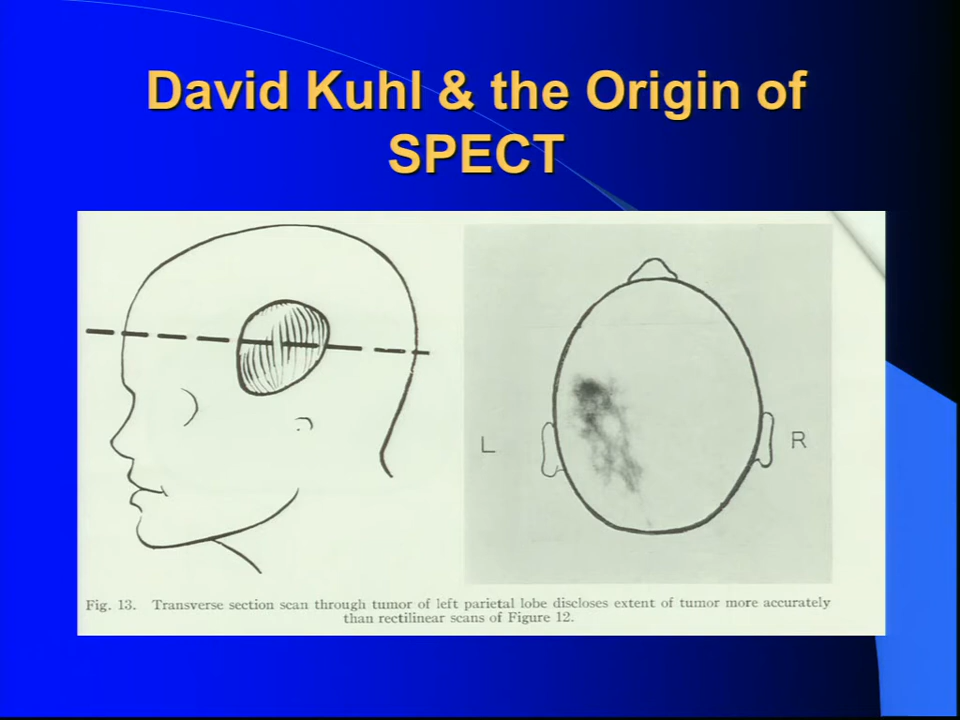 David Kuhl & the Origin of
SPECT
L
R
Fig. 13. Transverse section scan through tumor of left parietal lobe discloses extent of tumor more accurately
than rectilinear scans of Figure 12.